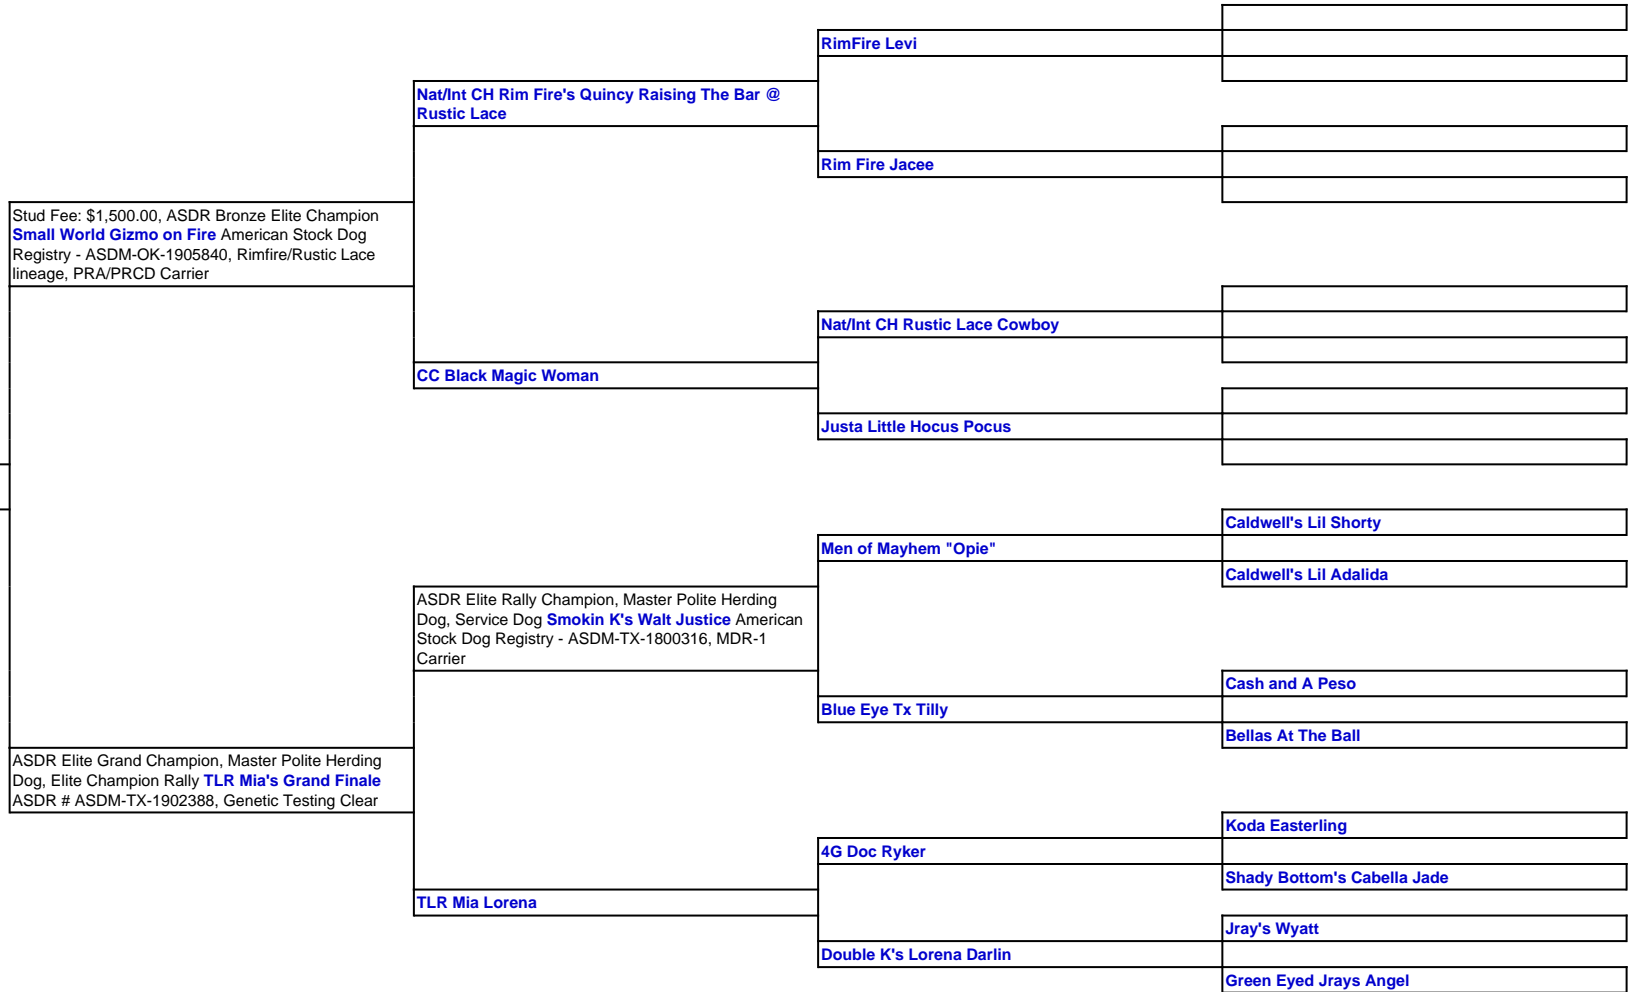 RimFire Levi
Nat/Int CH Rim Fire's Quincy Raising The Bar @
Rustic Lace
Rim Fire Jacee
Stud Fee: $1,500.00, ASDR Bronze Elite Champion
Small World Gizmo on Fire American Stock Dog
Registry - ASDM-OK-1905840, Rimfire/Rustic Lace
lineage, PRA/PRCD Carrier
Nat/Int CH Rustic Lace Cowboy
CC Black Magic Woman
Justa Little Hocus Pocus
Caldwell's Lil Shorty
Men of Mayhem "Opie"
Caldwell's Lil Adalida
ASDR Elite Rally Champion, Master Polite Herding
Dog, Service Dog Smokin K's Walt Justice American
Stock Dog Registry - ASDM-TX-1800316, MDR-1
Carrier
Cash and A Peso
Blue Eye Tx Tilly
Bellas At The Ball
ASDR Elite Grand Champion, Master Polite Herding
Dog, Elite Champion Rally TLR Mia's Grand Finale
ASDR # ASDM-TX-1902388, Genetic Testing Clear
Koda Easterling
4G Doc Ryker
Shady Bottom's Cabella Jade
TLR Mia Lorena
Jray's Wyatt
Double K's Lorena Darlin
Green Eyed Jrays Angel